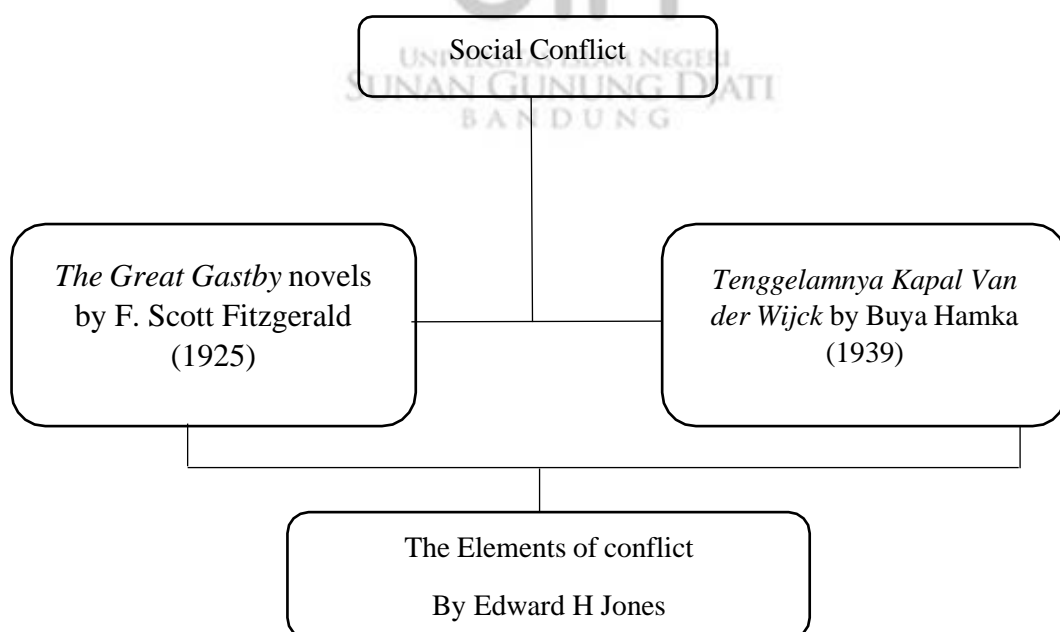 Social Conflict
UNIVERSITAS ISLAM NEGERI
SUNAN GUNUNG DJATI
BANDUNG
The Great Gastby novels
by F. Scott Fitzgerald
(1925)
Tenggelamnya Kapal Van
der Wijck by Buya Hamka
(1939)
The Elements of conflict
By Edward H Jones